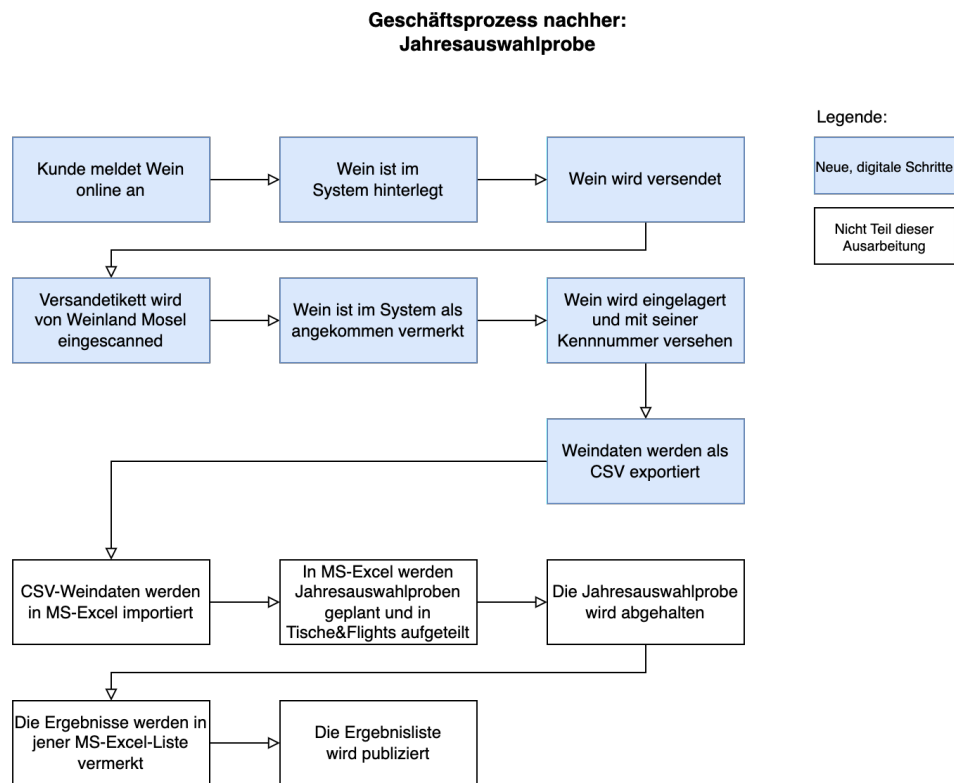 Geschäftsprozess nachher:
Jahresauswahlprobe
Legende:
Neue, digitale Schritte
Nicht Teil dieser
Ausarbeitung
Kunde meldet Wein
online an
Wein ist im
System hinterlegt
Wein wird versendet
Versandetikett wird
von Weinland Mosel
eingescanned
Wein ist im System als
angekommen vermerkt
Wein wird eingelagert
und mit seiner
Kennnummer versehen
Weindaten werden als
CSV exportiert
CSV-Weindaten werden
in MS-Excel importiert
In MS-Excel werden
Jahresauswahlproben
geplant und in
Tische&Flights aufgeteilt
Die Jahresauswahlprobe
wird abgehalten
Die Ergebnisse werden in
jener MS-Excel-Liste
vermerkt
Die Ergebnisliste
wird publiziert